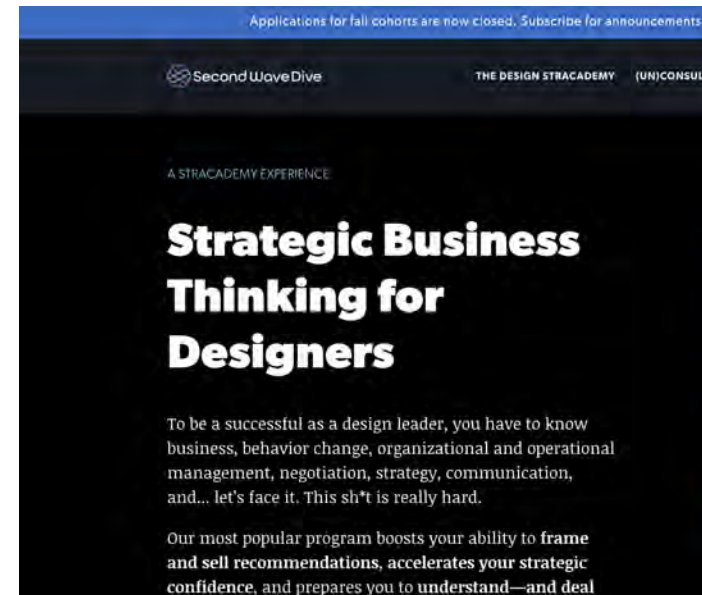 Applications for fall cohorts are now closed. Subscribe for announcements
Second Wave Dive
THE DESIGN STRACADEMY
A STRACADEMY EXPERIENCE
Strategic Business
Thinking for
Designers
To be a successful as a design leader, you have to know
business, behavior change, organizational and operational
management, negotiation, strategy, communication,
and... let's face it. This sh*t is really hard.
Our most popular program boosts your ability to frame
and sell recommendations, accelerates your strategic
confidence, and prepares you to understand—and deal